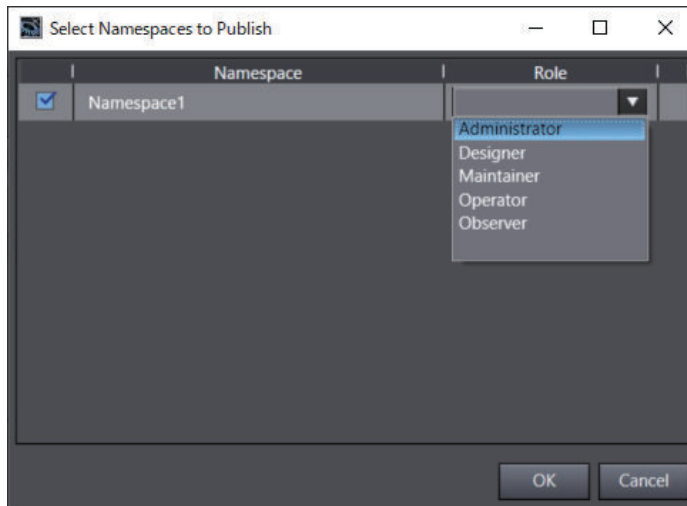 Select Namespaces to Publish
Namespace Role
Namespace1
Administrator
Designer
Maintainer
Operator
Observer
OK Cancel